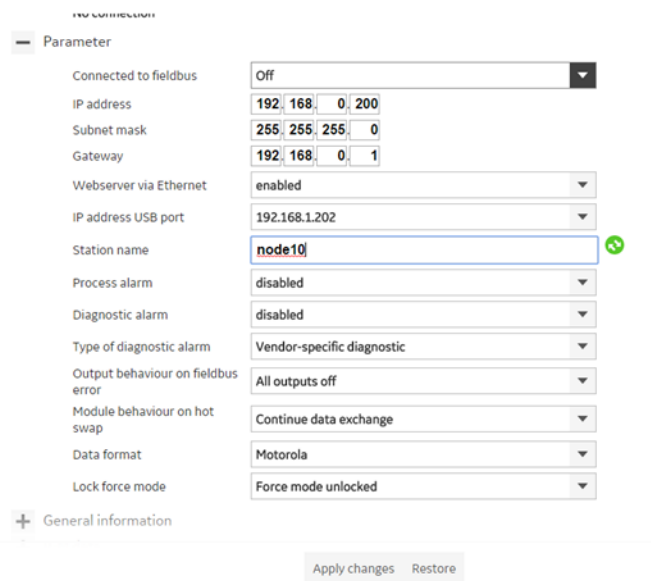 No connection
Parameter
Connected to fieldbus Off
IP address 192. 168. 0. 200
Subnet mask 255. 255. 255. 0
Gateway 192. 168. 0. 1
Webserver via Ethernet enabled
IP address USB port 192.168.1.202
Station name node10
Process alarm disabled
Diagnostic alarm disabled
Type of diagnostic alarm Vendor-specific diagnostic
Output behaviour on fieldbus
error All outputs off
Module behaviour on hot
swap Continue data exchange
Data format Motorola
Lock force mode Force mode unlocked
General information
Apply changes Restore